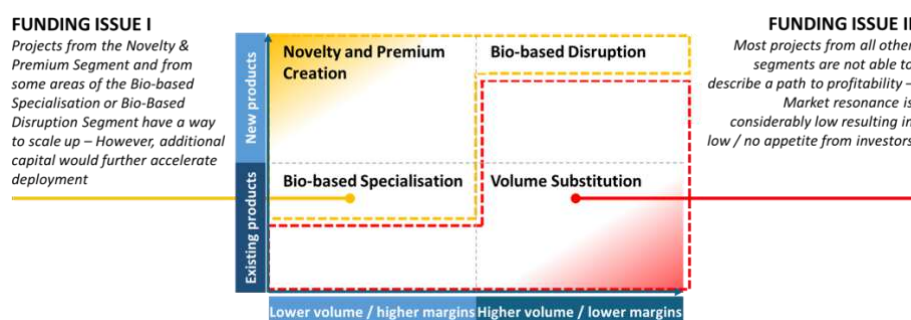 FUNDING ISSUE I
Projects from the Novelty &
Premium Segment and from
some areas of the Bio-based
Specialisation or Bio-Based
Disruption Segment have a way
to scale up – However, additional
capital would further accelerate
deployment
New products
Existing products
Novelty and Premium
Creation
Bio-based Disruption
Bio-based Specialisation
Volume Substitution
Lower volume / higher margins
Higher volume / lower margins
FUNDING ISSUE II
Most projects from all other
segments are not able to
describe a path to profitability –
Market resonance is
considerably low resulting in
low / no appetite from investors